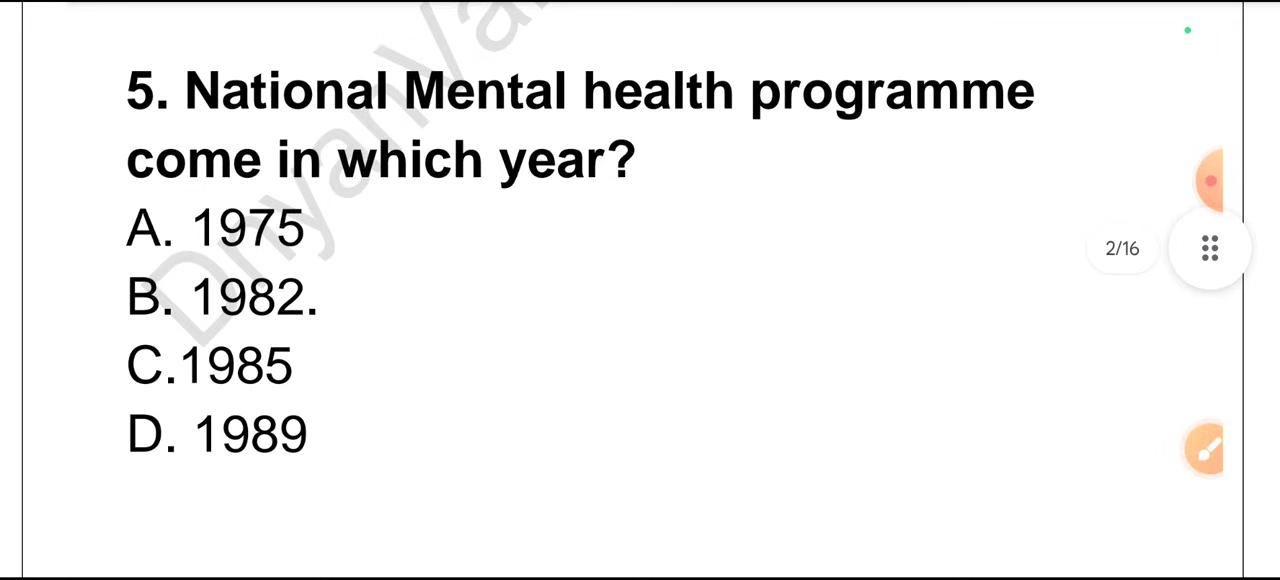 5. National Mental health programme
come in which year?
A. 1975
B. 1982.
C.1985
D. 1989
2/16